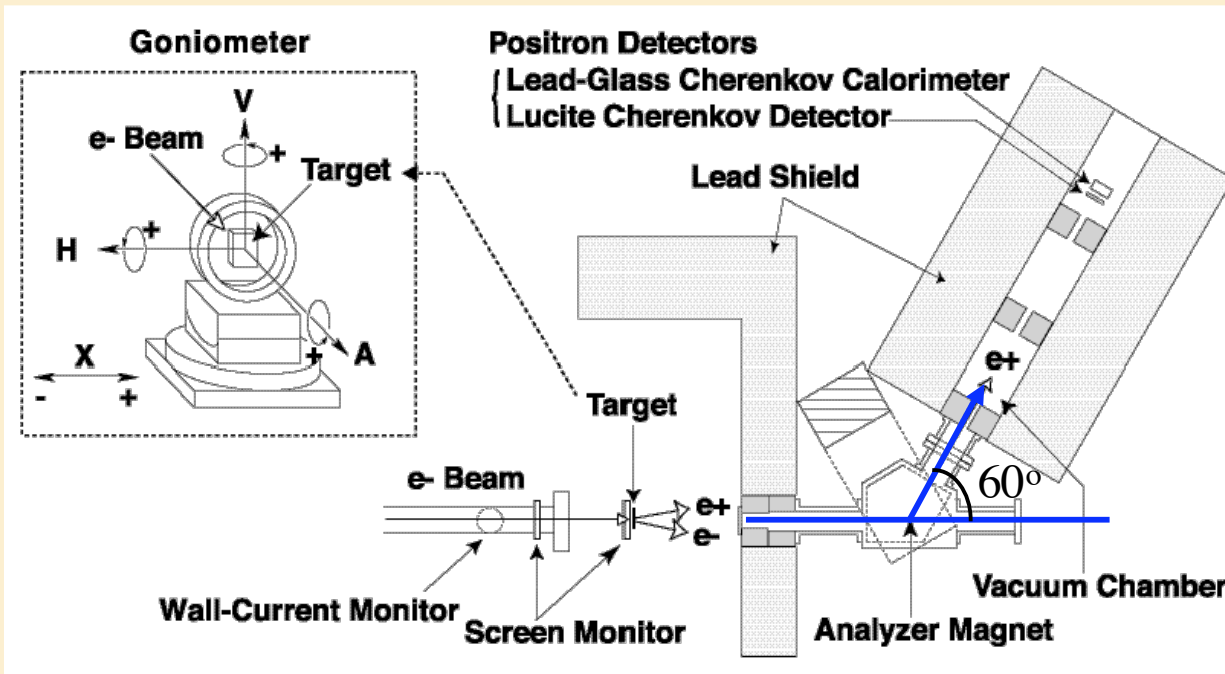 Goniometer
V
e- Beam
+
Target
H
+
X
- +
+
A
Positron Detectors
{ Lead-Glass Cherenkov Calorimeter
Lucite Cherenkov Detector
Lead Shield
e+
Target
e- Beam
e+
e-
60o
Wall-Current Monitor
Screen Monitor
Vacuum Chamber
Analyzer Magnet